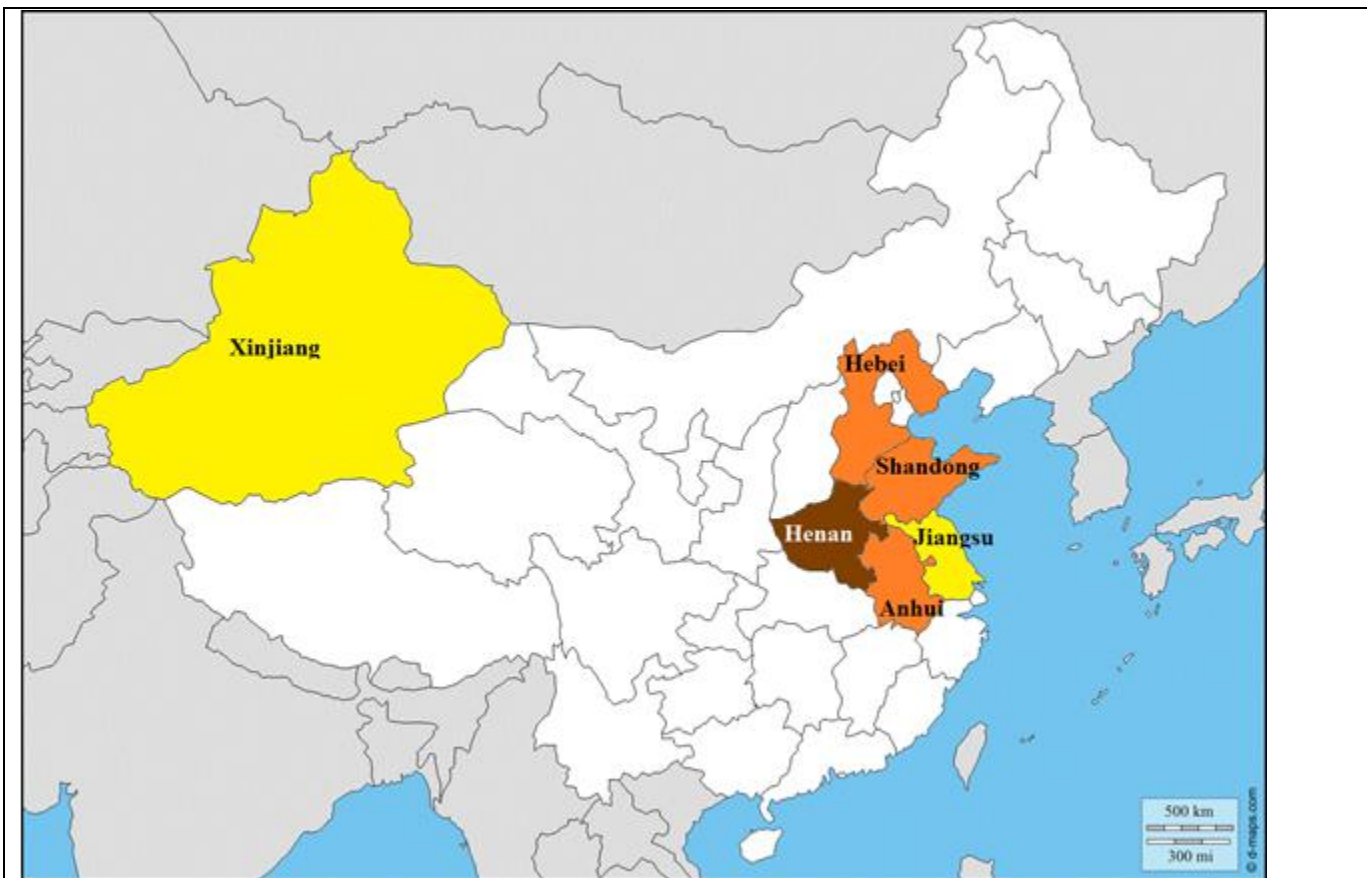 Xinjiang
Hebei
Shandong
Henan
Jiangsu
Anhui
500 km
300 mi
© d-maps.com